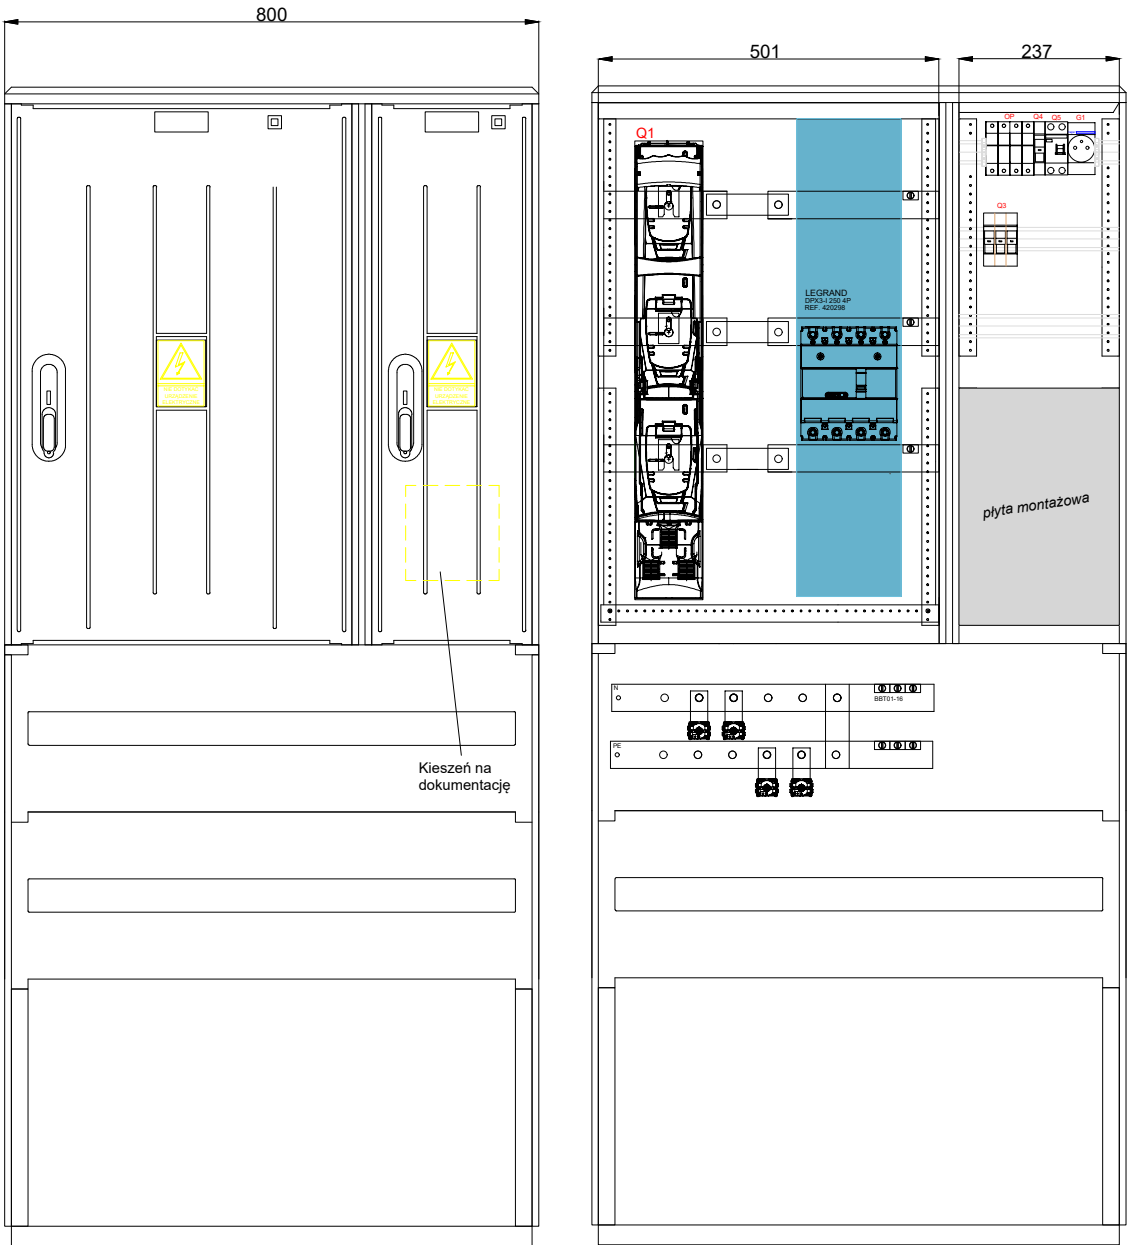 800
501
237
Q1
QP
Q4
Q5
G1
Q3
LEGRAND
DPX3-I 250 4P
REF. 420298
płyta montażowa
N
BBT01-16
PE
Kieszeń na
dokumentację